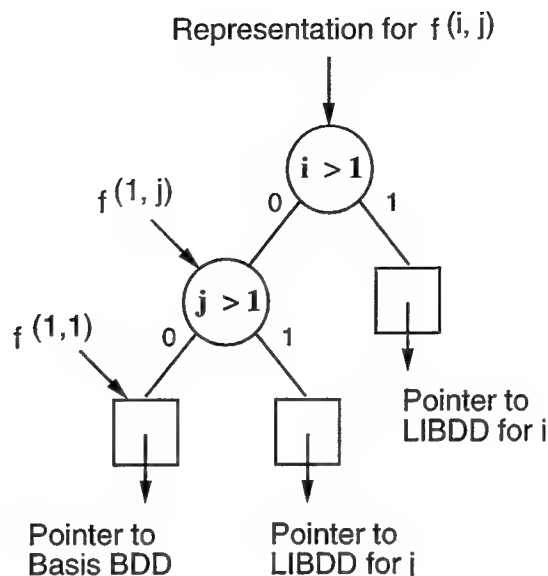 Representation for f(i, j)
i > 1
0
1
f(1, j)
j > 1
0
1
f(1,1)
Pointer to
LIBDD for i
Pointer to
Basis BDD
Pointer to
LIBDD for j